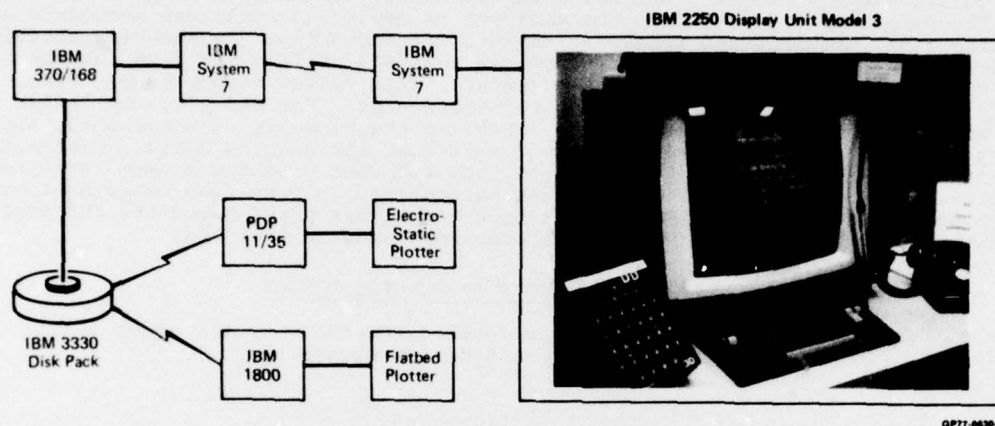 IBM 2250 Display Unit Model 3
IBM
370/168
IBM
System
7
IBM
System
7
PDP
11/35
Electro-
Static
Plotter
IBM 3330
Disk Pack
IBM
1800
Flatbed
Plotter